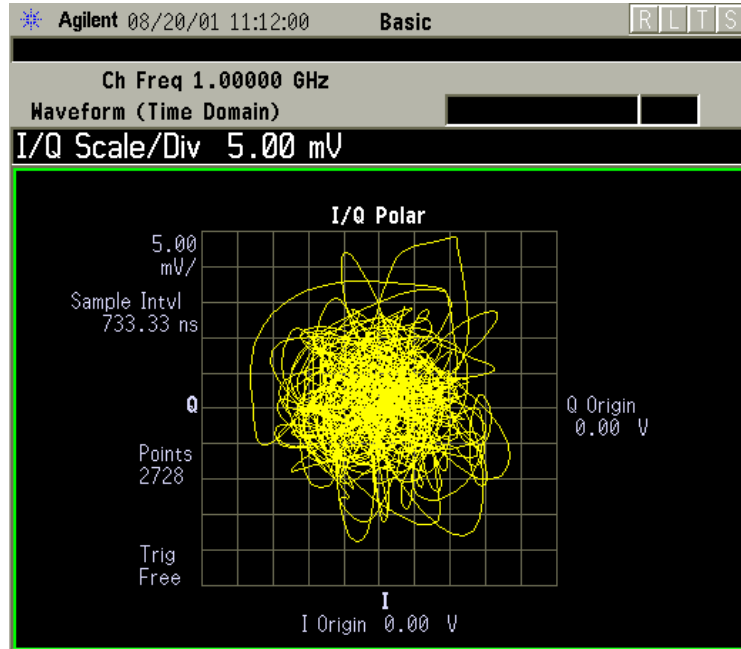 Agilent 08/20/01 11:12:00 Basic R L T S
Ch Freq 1.00000 GHz
Waveform (Time Domain)
I/Q Scale/Div 5.00 mV
I/Q Polar
5.00
mV/
Sample Intvl
733.33 ns
Q
Q Origin
0.00 V
Points
2728
Trig
Free
I
I Origin 0.00 V